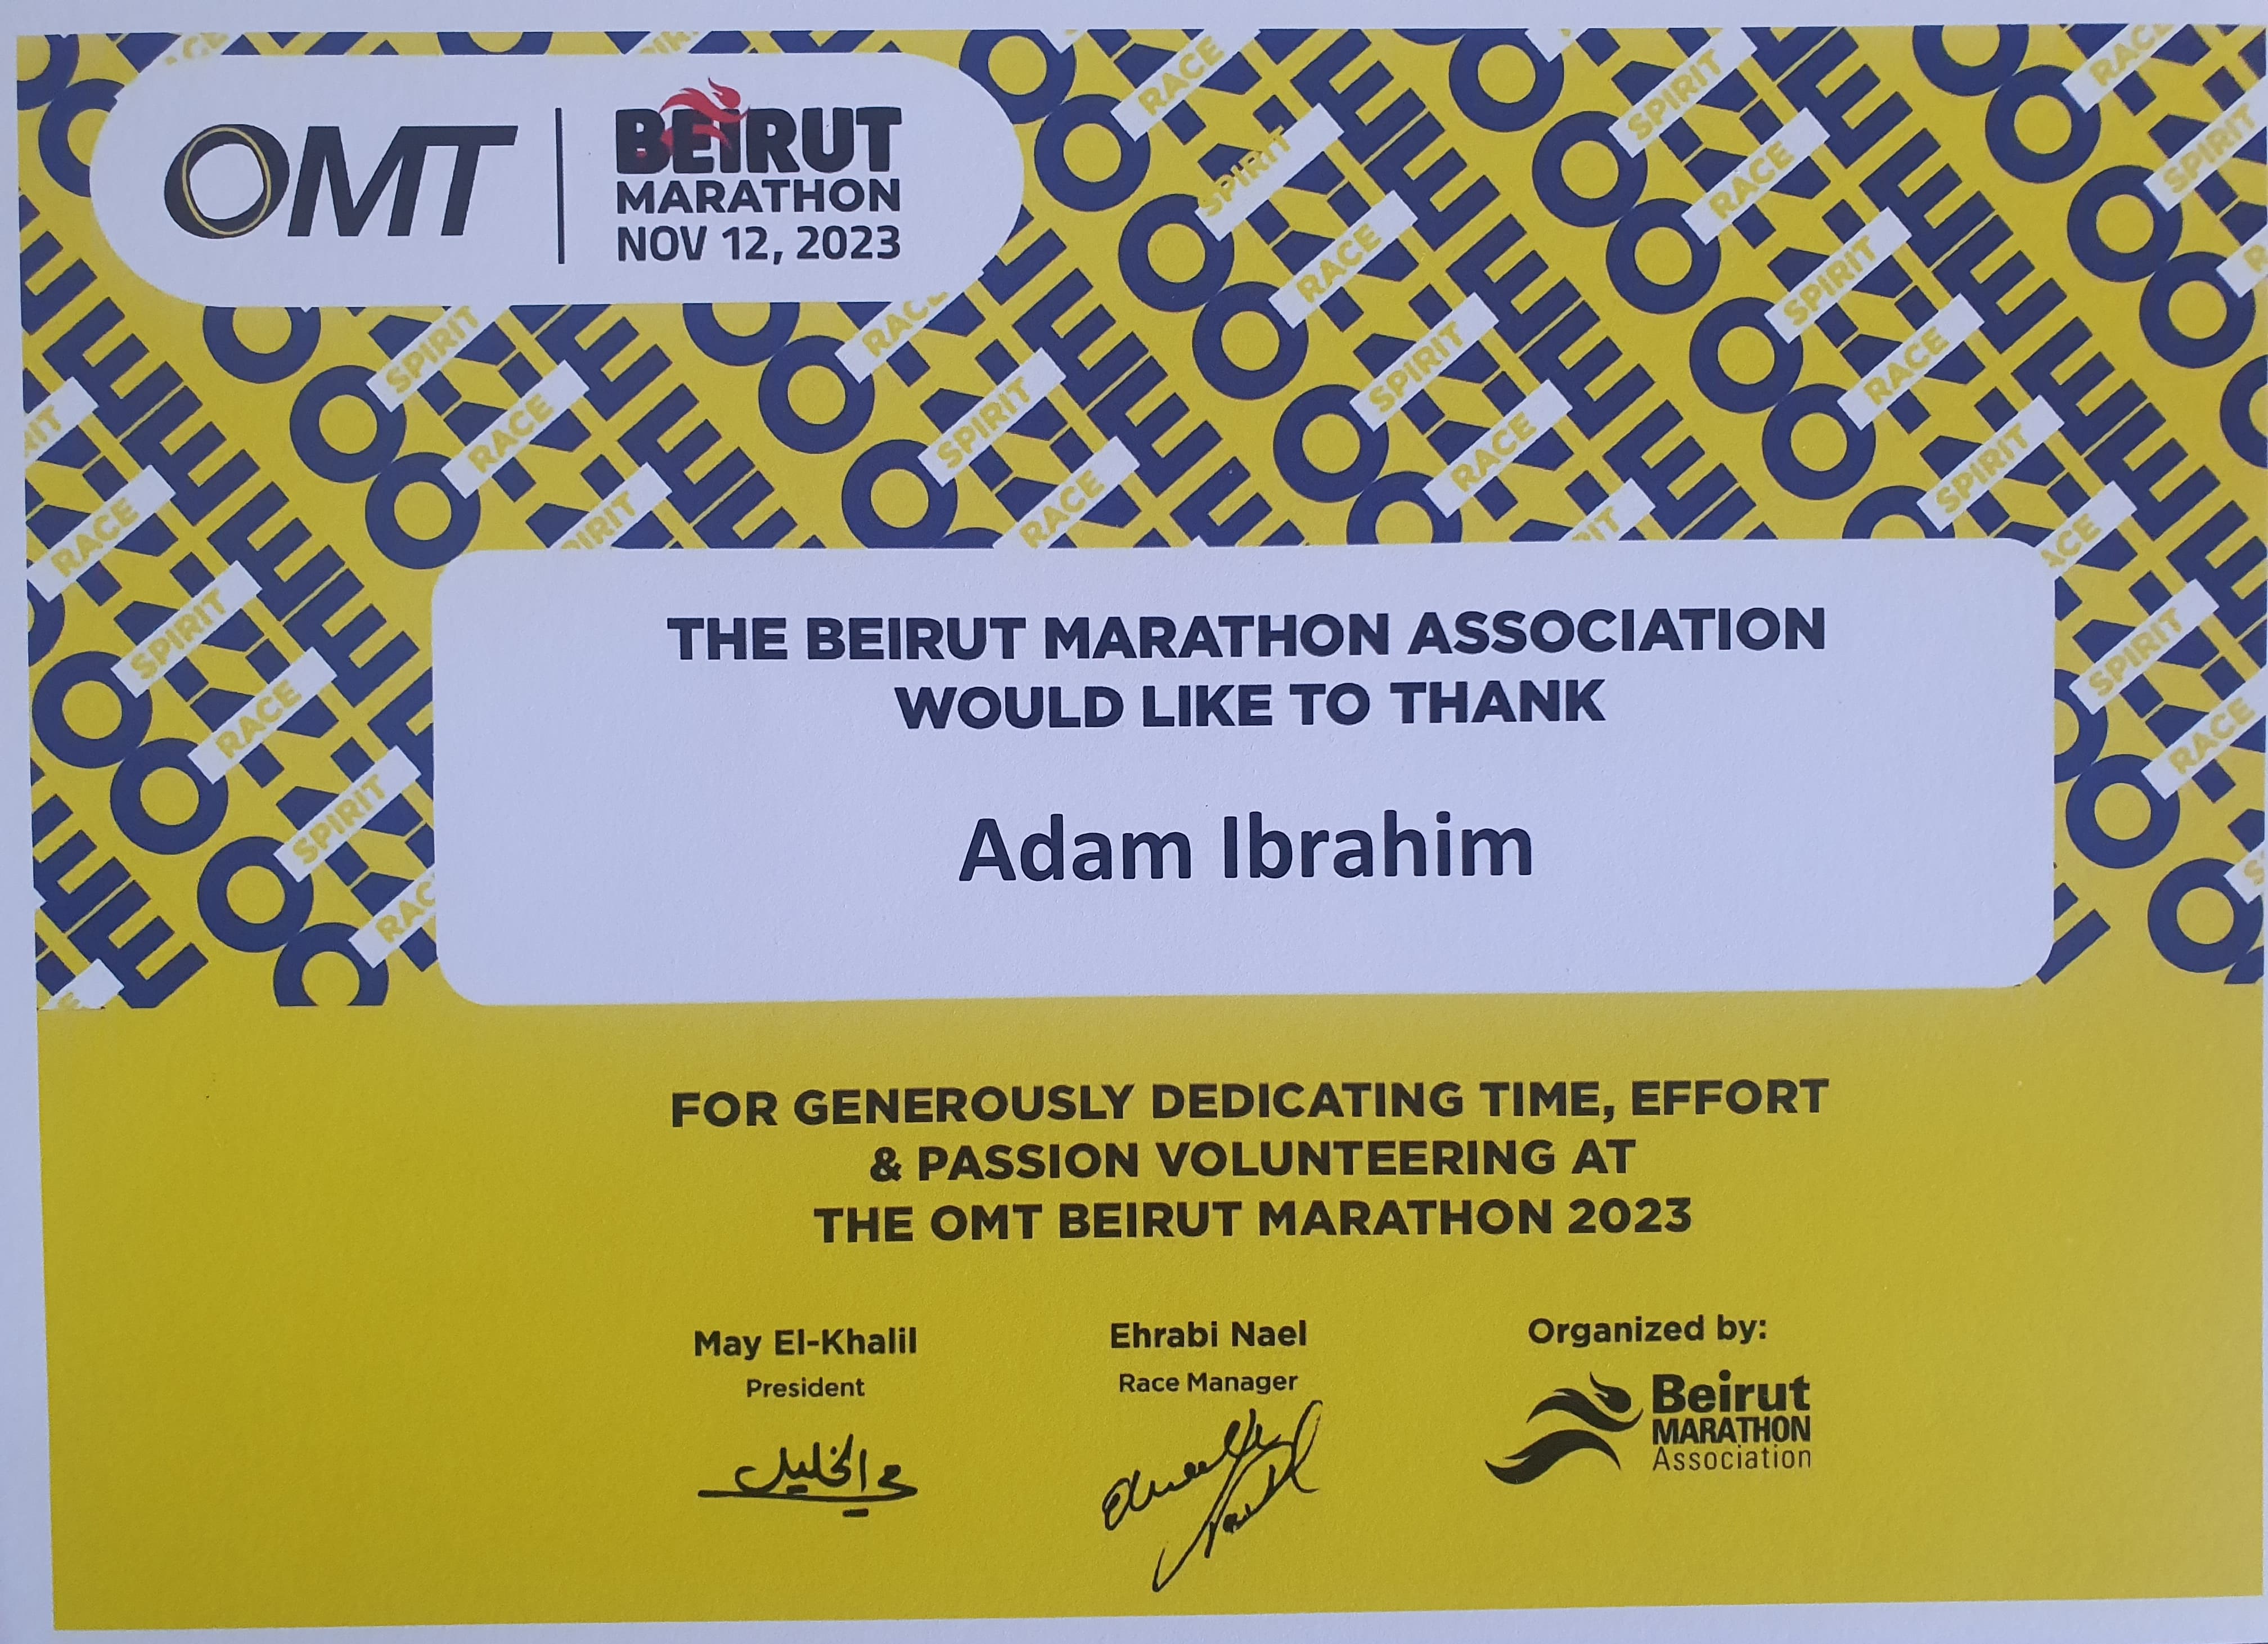 OMT
BEIRUT
MARATHON
NOV 12, 2023
THE BEIRUT MARATHON ASSOCIATION
WOULD LIKE TO THANK
Adam Ibrahim
FOR GENEROUSLY DEDICATING TIME, EFFORT
& PASSION VOLUNTEERING AT
THE OMT BEIRUT MARATHON 2023
May El-Khalil
President
مي الخليل
Ehrabi Nael
Race Manager
Organized by:
Beirut
MARATHON
Association
SPIRIT
RACE